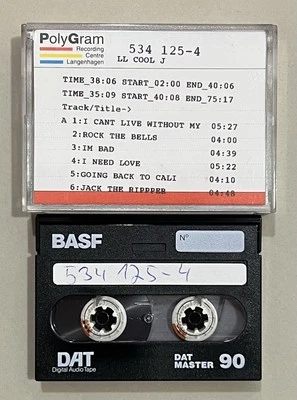 PolyGram
Recording
Centre
Langenhagen
534 125-4
LL COOL J
TIME_38:06 START_02:00 END_40:06
TIME_35:09 START_40:08 END_75:17
Track/Title->
A 1:I CANT LIVE WITHOUT MY 05:27
2:ROCK THE BELLS 04:00
3:IM BAD 04:39
4:I NEED LOVE 05:22
5:GOING BACK TO CALI 04:10
6:JACK THE RIPPPER 04:48
BASF
N°
534 125-4
DAT
Digital Audio Tape
DAT
MASTER 90